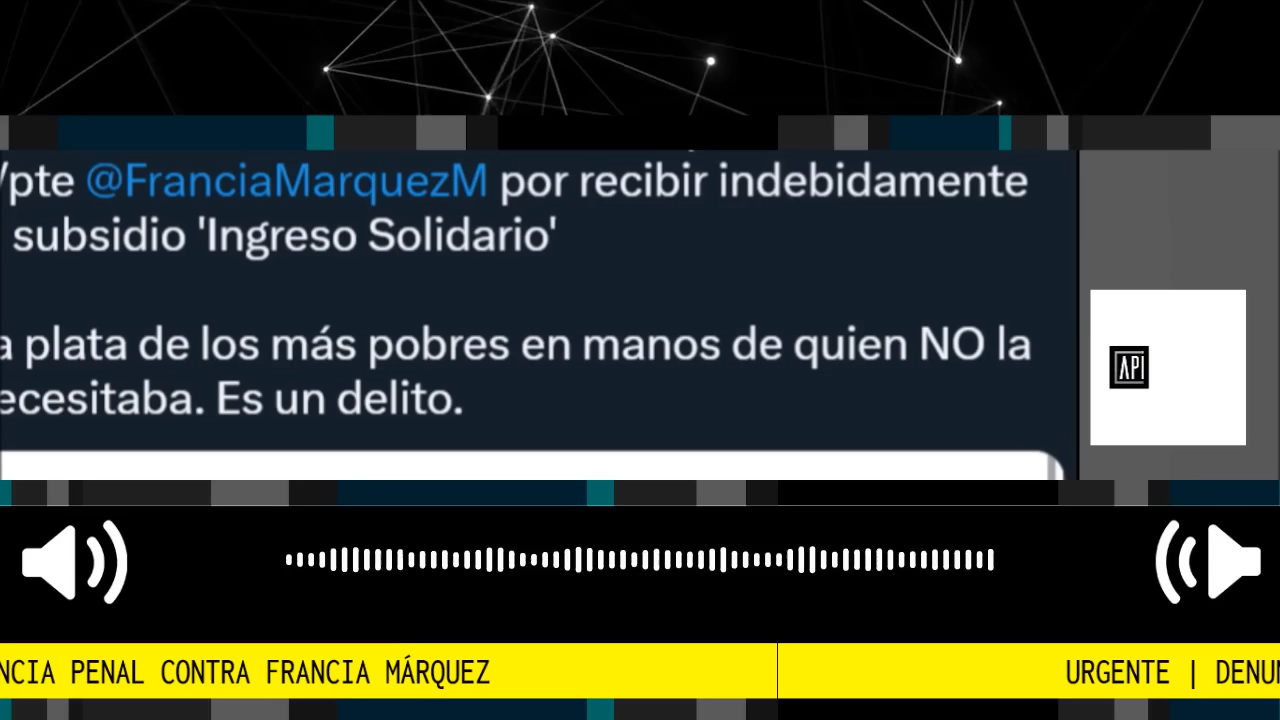 /pte @FranciaMarquezM por recibir indebidamente
subsidio 'Ingreso Solidario'
a plata de los más pobres en manos de quien NO la
ecesitaba. Es un delito.
API
NCIA PENAL CONTRA FRANCIA MÁRQUEZ
URGENTE | DENUN